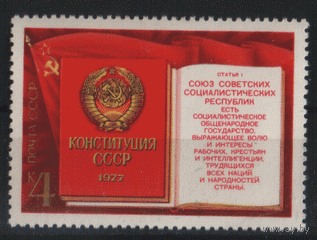 ПОЧТА СССР
К4
КОНСТИТУЦИЯ
СССР
1977
СТАТЬЯ 1
СОЮЗ СОВЕТСКИХ
СОЦИАЛИСТИЧЕСКИХ
РЕСПУБЛИК
ЕСТЬ
СОЦИАЛИСТИЧЕСКОЕ
ОБЩЕНАРОДНОЕ
ГОСУДАРСТВО,
ВЫРАЖАЮЩЕЕ ВОЛЮ
И ИНТЕРЕСЫ
РАБОЧИХ, КРЕСТЬЯН
И ИНТЕЛЛИГЕНЦИИ,
ТРУДЯЩИХСЯ
ВСЕХ НАЦИЙ
И НАРОДНОСТЕЙ
СТРАНЫ.